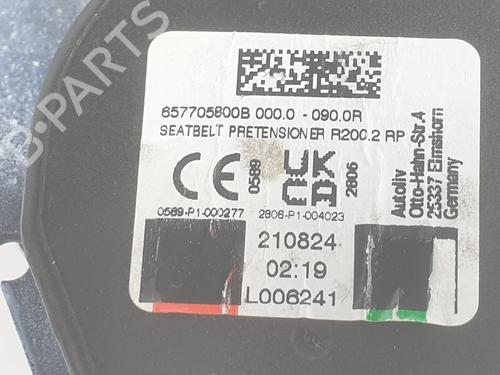 657705800B 000.0 - 090.0R
SEATBELT PRETENSIONER R200.2 RP
CE 0589
UK CA 2806
0589-P1-000277
2806-P1-004023
210824
02:19
L006241
Autoliv
Otto-Hahn-Str.4
25337 Elmshorn
Germany
B-PARTS